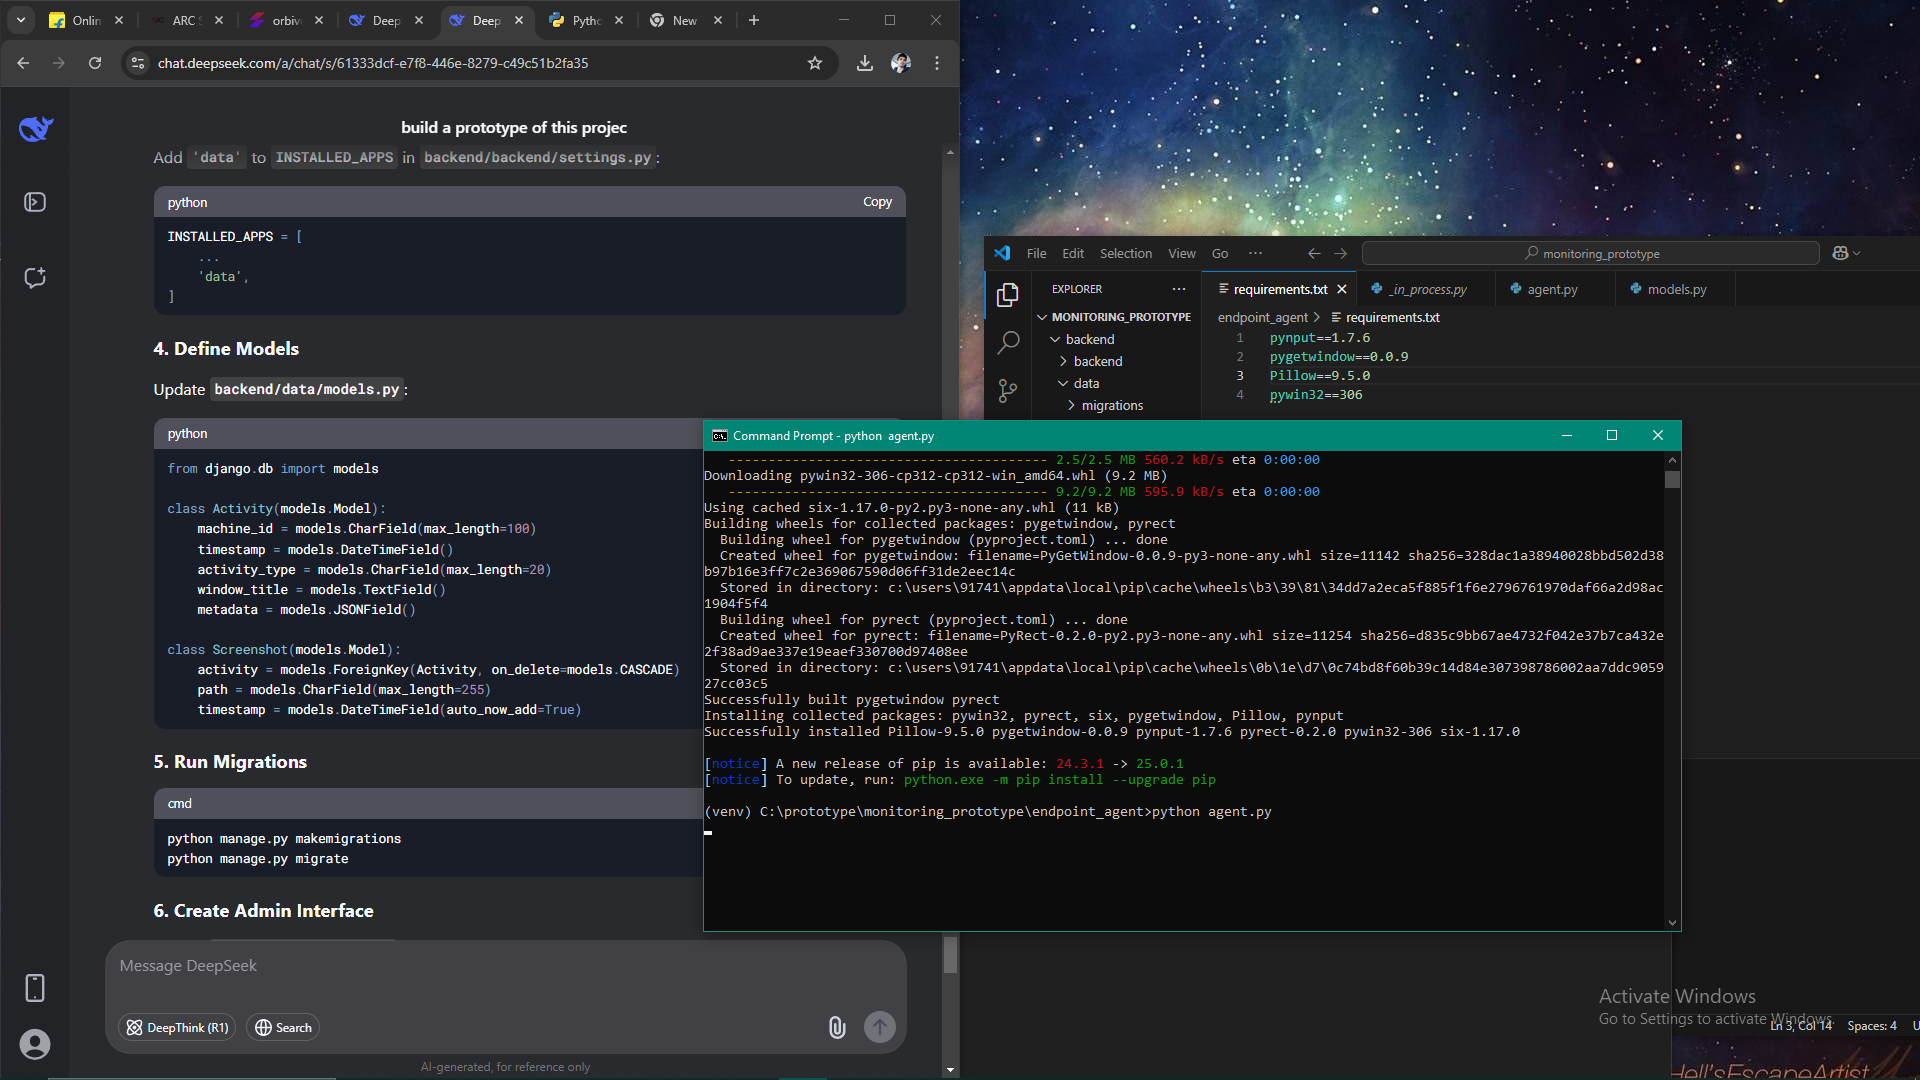 Onlin
ARC S
orbiv
Deep
Deep
Pytho
New
chat.deepseek.com/a/chat/s/61333dcf-e7f8-446e-8279-c49c51b2fa35
build a prototype of this projec
Add 'data' to INSTALLED_APPS in backend/backend/settings.py:
python
Copy
INSTALLED_APPS = [
...
'data',
]
4. Define Models
Update backend/data/models.py:
python
from django.db import models
class Activity(models.Model):
machine_id = models.CharField(max_length=100)
timestamp = models.DateTimeField()
activity_type = models.CharField(max_length=20)
window_title = models.TextField()
metadata = models.JSONField()
class Screenshot(models.Model):
activity = models.ForeignKey(Activity, on_delete=models.CASCADE)
path = models.CharField(max_length=255)
timestamp = models.DateTimeField(auto_now_add=True)
5. Run Migrations
cmd
python manage.py makemigrations
python manage.py migrate
6. Create Admin Interface
Message DeepSeek
DeepThink (R1)
Search
AI-generated, for reference only
File Edit Selection View Go ...
monitoring_prototype
EXPLORER
requirements.txt
_in_process.py
agent.py
models.py
MONITORING_PROTOTYPE
backend
backend
data
migrations
endpoint_agent > requirements.txt
1 pynput==1.7.6
2 pygetwindow==0.0.9
3 Pillow==9.5.0
4 pywin32==306
Command Prompt - python agent.py
---------------------------------------- 2.5/2.5 MB 560.2 kB/s eta 0:00:00
Downloading pywin32-306-cp312-cp312-win_amd64.whl (9.2 MB)
---------------------------------------- 9.2/9.2 MB 595.9 kB/s eta 0:00:00
Using cached six-1.17.0-py2.py3-none-any.whl (11 kB)
Building wheels for collected packages: pygetwindow, pyrect
Building wheel for pygetwindow (pyproject.toml) ... done
Created wheel for pygetwindow: filename=PyGetWindow-0.0.9-py3-none-any.whl size=11142 sha256=328dac1a38940028bbd502d38
b97b16e3ff7c2e369067590d06ff31de2eec14c
Stored in directory: c:\users\91741\appdata\local\pip\cache\wheels\b3\39\81\34dd7a2eca5f885f1f6e2796761970daf66a2d98ac
1904f5f4
Building wheel for pyrect (pyproject.toml) ... done
Created wheel for pyrect: filename=PyRect-0.2.0-py2.py3-none-any.whl size=11254 sha256=d835c9bb67ae4732f042e37b7ca432e
2f38ad9ae337e19eaef330700d97408ee
Stored in directory: c:\users\91741\appdata\local\pip\cache\wheels\0b\1e\d7\0c74bd8f60b39c14d84e307398786002aa7ddc9059
27cc03c5
Successfully built pygetwindow pyrect
Installing collected packages: pywin32, pyrect, six, pygetwindow, Pillow, pynput
Successfully installed Pillow-9.5.0 pygetwindow-0.0.9 pynput-1.7.6 pyrect-0.2.0 pywin32-306 six-1.17.0
[notice] A new release of pip is available: 24.3.1 -> 25.0.1
[notice] To update, run: python.exe -m pip install --upgrade pip
(venv) C:\prototype\monitoring_prototype\endpoint_agent>python agent.py
Activate Windows
Go to Settings to activate Windows.
Ln 3, Col 14
Spaces: 4
U
Hell'sEscapeArtist